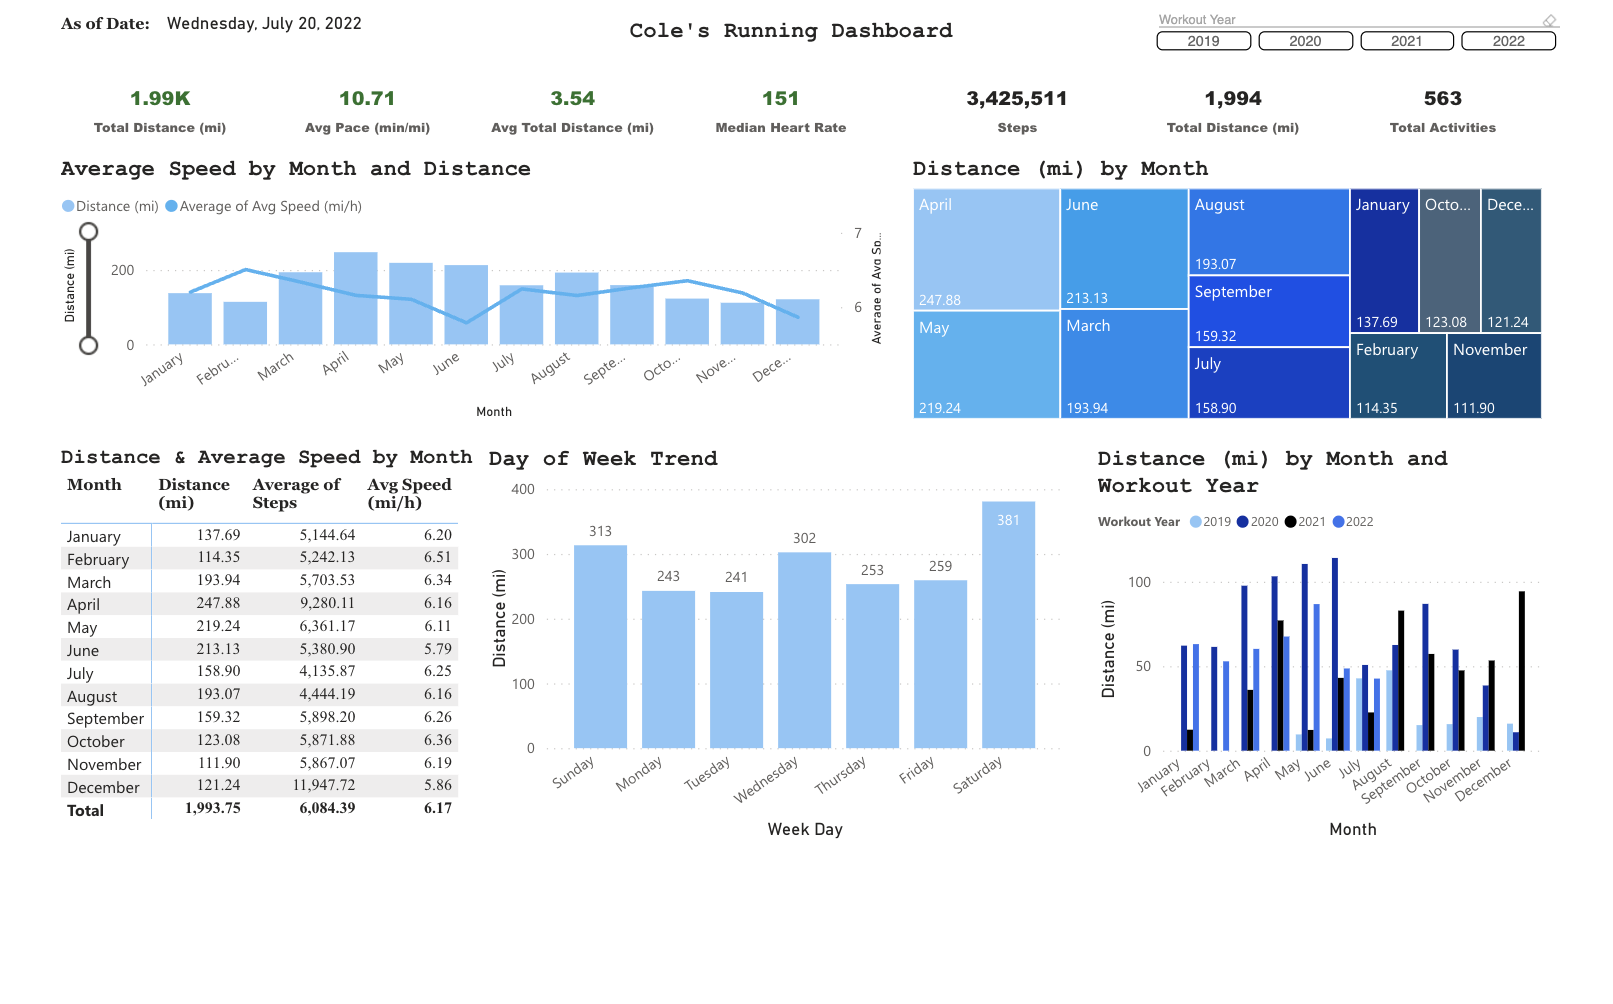 As of Date: Wednesday, July 20, 2022
Cole's Running Dashboard
Workout Year
2019 2020 2021 2022
1.99K
Total Distance (mi)
10.71
Avg Pace (min/mi)
3.54
Avg Total Distance (mi)
151
Median Heart Rate
3,425,511
Steps
1,994
Total Distance (mi)
563
Total Activities
Average Speed by Month and Distance
Distance (mi) Average of Avg Speed (mi/h)
Distance (mi)
200
0
7
6
Average of Avg Sp...
January Febru... March April May June July August Septe... Octo... Nove... Dece...
Month
Distance (mi) by Month
April
247.88
May
219.24
June
213.13
March
193.94
August
193.07
September
159.32
July
158.90
January
137.69
Octo...
123.08
Dece...
121.24
February
114.35
November
111.90
Distance & Average Speed by Month
Month Distance (mi) Average of Steps Avg Speed (mi/h)
January 137.69 5,144.64 6.20
February 114.35 5,242.13 6.51
March 193.94 5,703.53 6.34
April 247.88 9,280.11 6.16
May 219.24 6,361.17 6.11
June 213.13 5,380.90 5.79
July 158.90 4,135.87 6.25
August 193.07 4,444.19 6.16
September 159.32 5,898.20 6.26
October 123.08 5,871.88 6.36
November 111.90 5,867.07 6.19
December 121.24 11,947.72 5.86
Total 1,993.75 6,084.39 6.17
Day of Week Trend
Distance (mi)
400
300
200
100
0
313 243 241 302 253 259 381
Sunday Monday Tuesday Wednesday Thursday Friday Saturday
Week Day
Distance (mi) by Month and
Workout Year
Workout Year 2019 2020 2021 2022
Distance (mi)
100
50
0
January February March April May June July August September October November December
Month